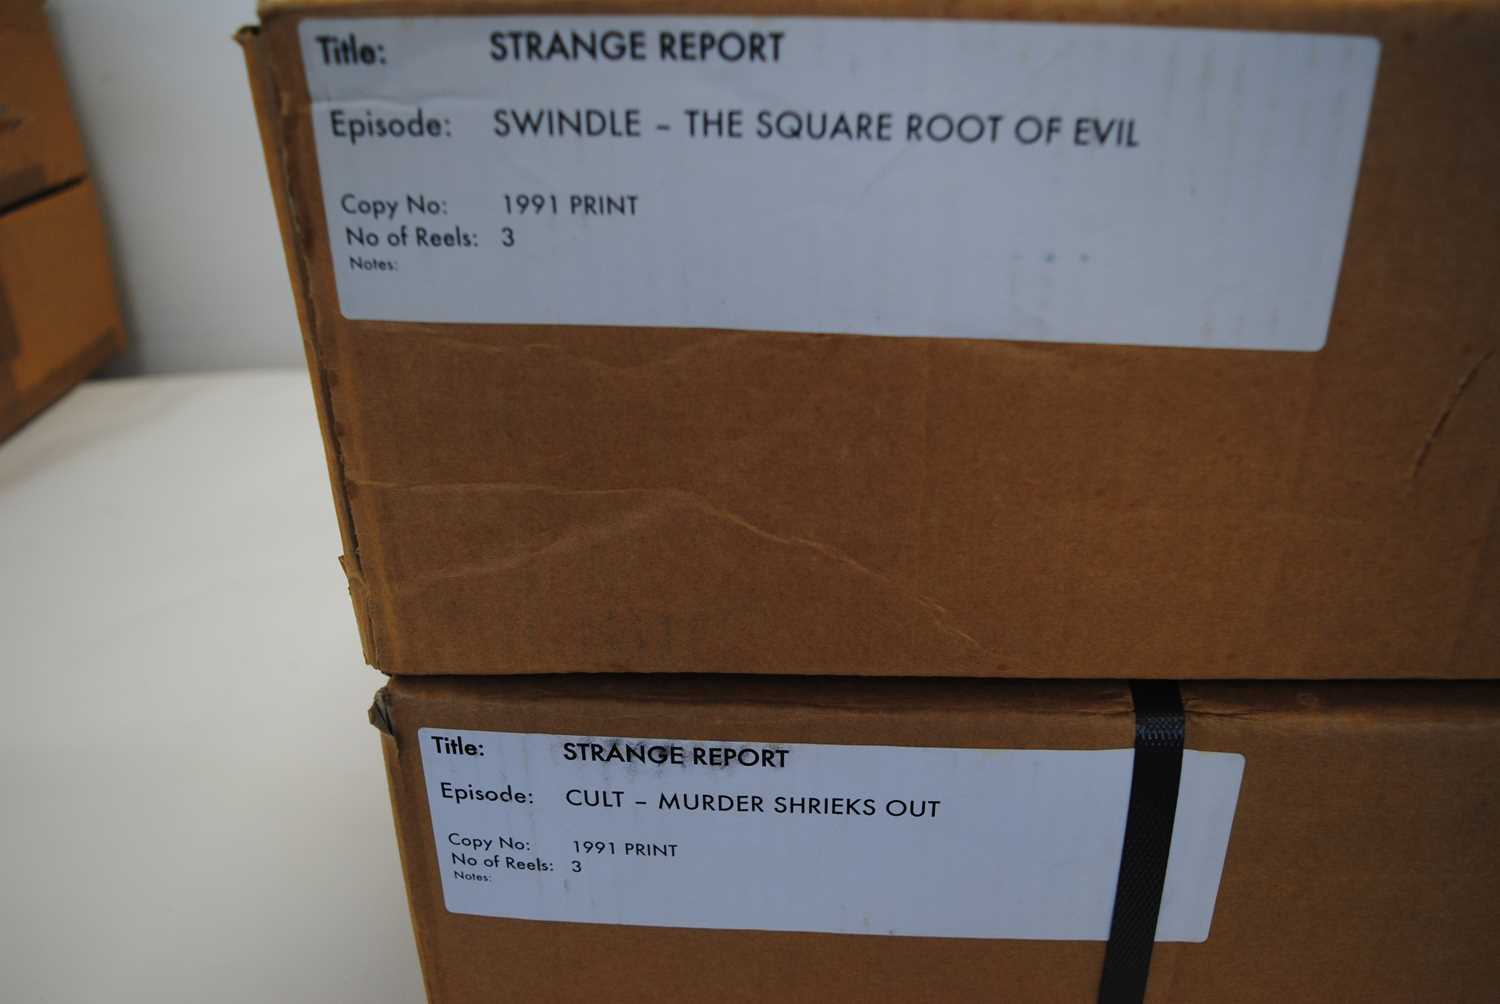 Title: STRANGE REPORT
Episode: SWINDLE – THE SQUARE ROOT OF EVIL
Copy No: 1991 PRINT
No of Reels: 3
Notes:
Title: STRANGE REPORT
Episode: CULT – MURDER SHRIEKS OUT
Copy No: 1991 PRINT
No of Reels: 3
Notes: